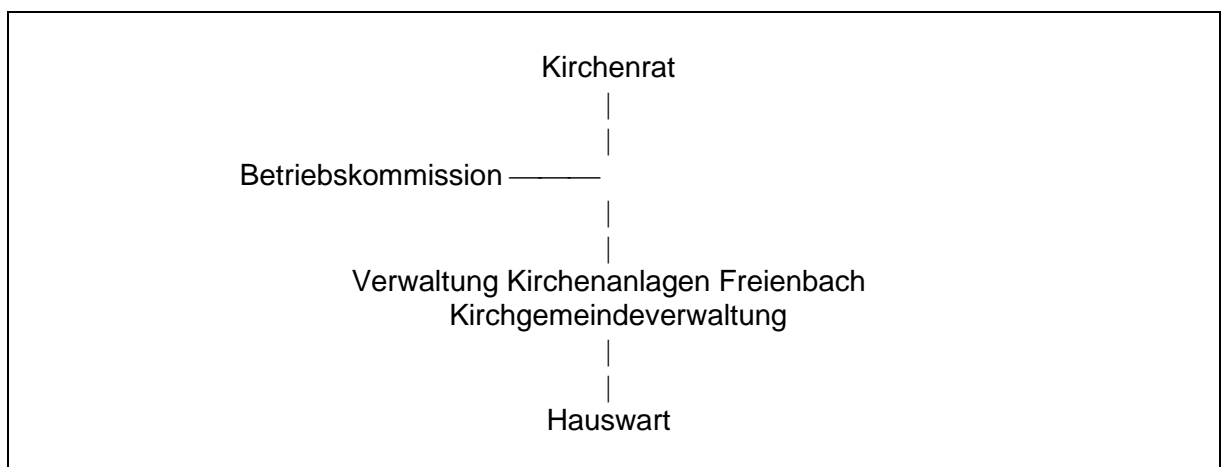 Kirchenrat
Betriebskommission
Verwaltung Kirchenanlagen Freienbach
Kirchgemeindeverwaltung
Hauswart